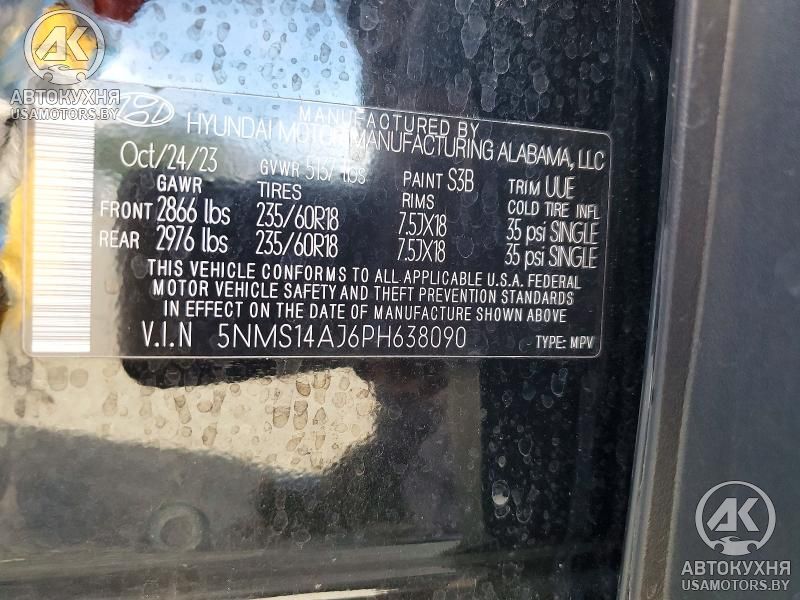 АВТОКУХНЯ
USAMOTORS.BY
MANUFACTURED BY
HYUNDAI MOTOR MANUFACTURING ALABAMA, LLC
Oct/24/23 GVWR 5137 lbs PAINT S3B TRIM UUE
GAWR TIRES RIMS COLD TIRE INFL
FRONT 2866 lbs 235/60R18 7.5JX18 35 psi SINGLE
REAR 2976 lbs 235/60R18 7.5JX18 35 psi SINGLE
THIS VEHICLE CONFORMS TO ALL APPLICABLE U.S.A. FEDERAL
MOTOR VEHICLE SAFETY AND THEFT PREVENTION STANDARDS
IN EFFECT ON THE DATE OF MANUFACTURE SHOWN ABOVE
V.I.N 5NMS14AJ6PH638090 TYPE: MPV
АК
АВТОКУХНЯ
USAMOTORS.BY